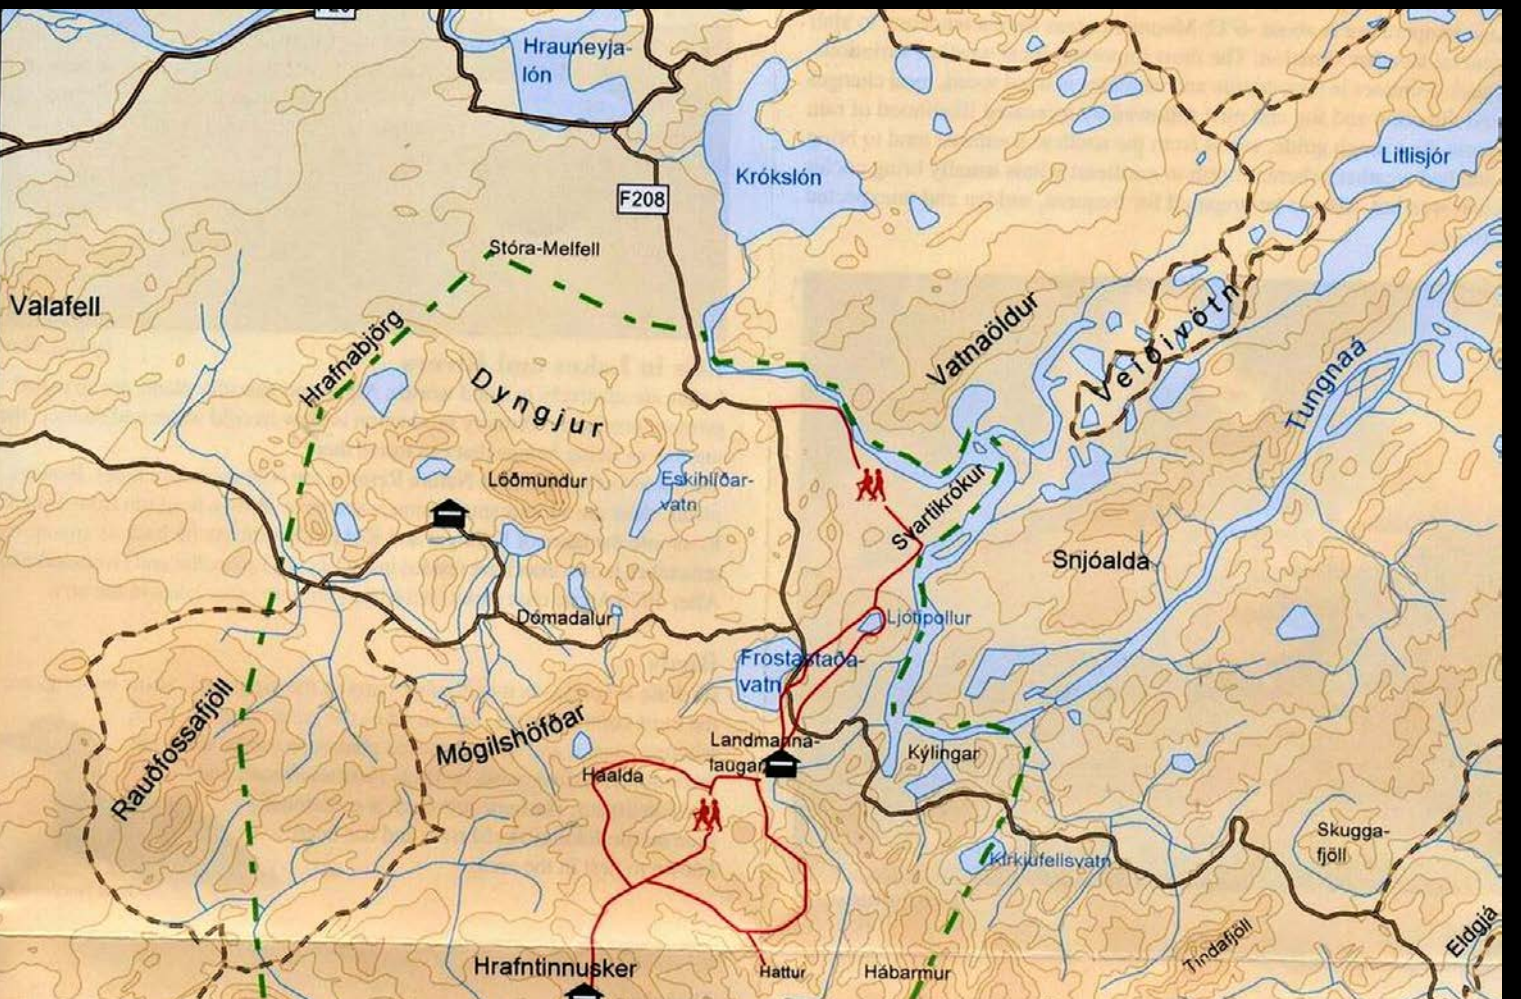 Hrauneyja-
lón
Litlisjór
Krókslón
F208
Stóra-Melfell
Valafell
Vatnaöldur
Veiðivötn
Hrafnabjörg
Tungnaá
Dyngjur
Löðmundur
Eskihlíðar-
vatn
Svartikrókur
Snjóalda
Dómadalur
Ljótipollur
Frostastaða-
vatn
Rauðfossafjöll
Mógilshöfðar
Landmanna-
laugar
Kýlingar
Háalda
Skugga-
fjöll
Kirkjufellsvatn
Eldgjá
Tindafjöll
Hrafntinnusker
Hattur
Hábarmur